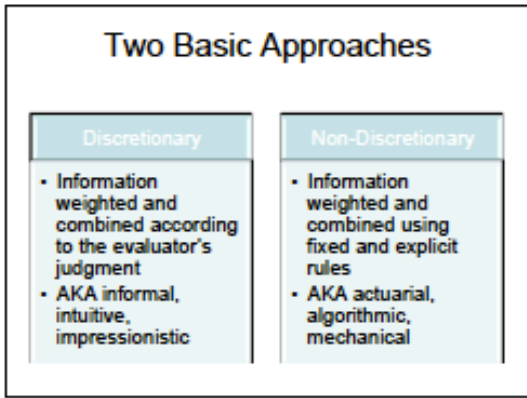 Two Basic Approaches
Discretionary
▪ Information
weighted and
combined according
to the evaluator's
judgment
▪ AKA informal,
intuitive,
impressionistic
Non-Discretionary
▪ Information
weighted and
combined using
fixed and explicit
rules
▪ AKA actuarial,
algorithmic,
mechanical